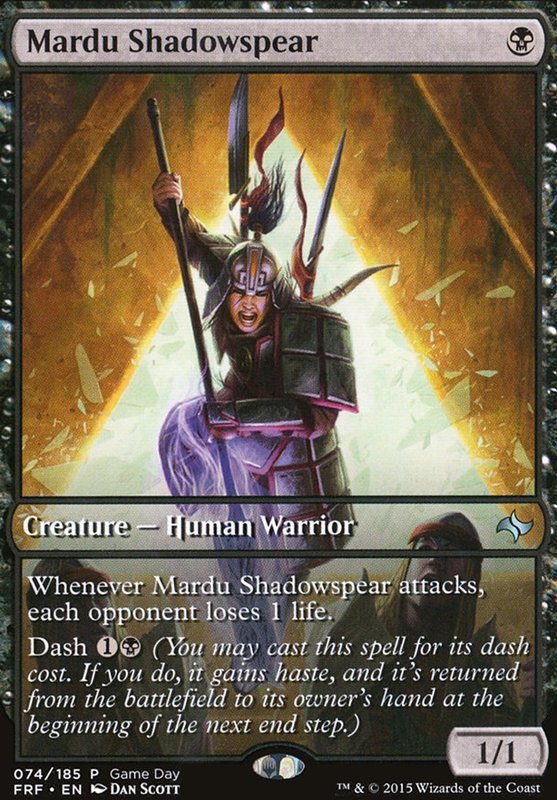 Mardu Shadowspear
Creature — Human Warrior
Whenever Mardu Shadowspear attacks,
each opponent loses 1 life.
Dash 1 (You may cast this spell for its dash
cost. If you do, it gains haste, and it's returned
from the battlefield to its owner's hand at the
beginning of the next end step.)
1/1
074/185 P Game Day
FRF • EN Dan Scott
™ & © 2015 Wizards of the Coast